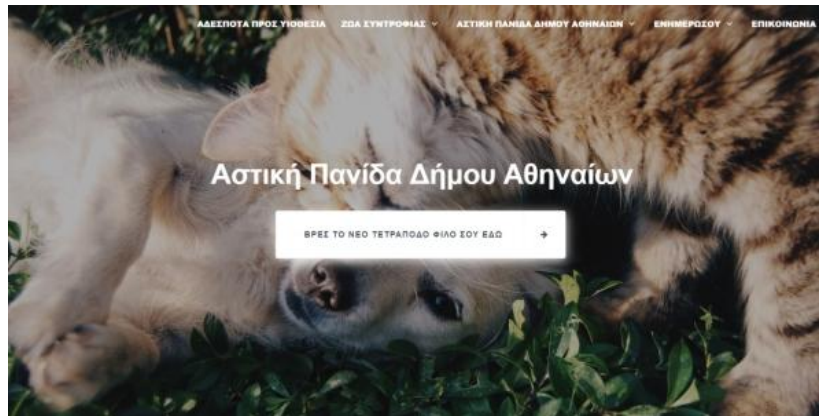 ΑΔΕΣΠΟΤΑ ΠΡΟΣ ΥΙΟΘΕΣΙΑ ΖΩΑ ΣΥΝΤΡΟΦΙΑΣ ΑΣΤΙΚΗ ΠΑΝΙΔΑ ΔΗΜΟΥ ΑΘΗΝΑΙΩΝ ΕΝΗΜΕΡΩΣΟΥ ΕΠΙΚΟΙΝΩΝΙΑ
Αστική Πανίδα Δήμου Αθηναίων
ΒΡΕΣ ΤΟ ΝΕΟ ΤΕΤΡΑΠΟΔΟ ΦΙΛΟ ΣΟΥ ΕΔΩ →